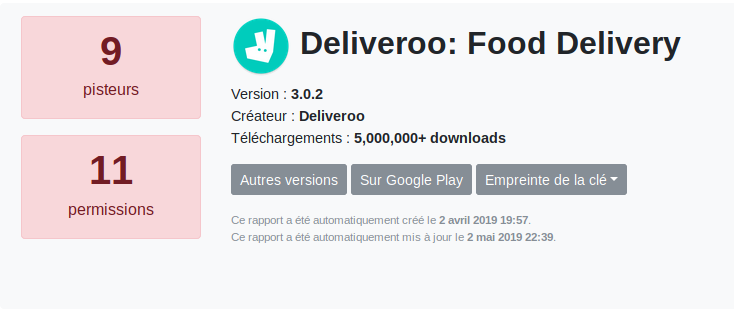 9
pisteurs
11
permissions
Deliveroo: Food Delivery
Version : 3.0.2
Créateur : Deliveroo
Téléchargements : 5,000,000+ downloads
Autres versions
Sur Google Play
Empreinte de la clé
Ce rapport a été automatiquement créé le 2 avril 2019 19:57.
Ce rapport a été automatiquement mis à jour le 2 mai 2019 22:39.